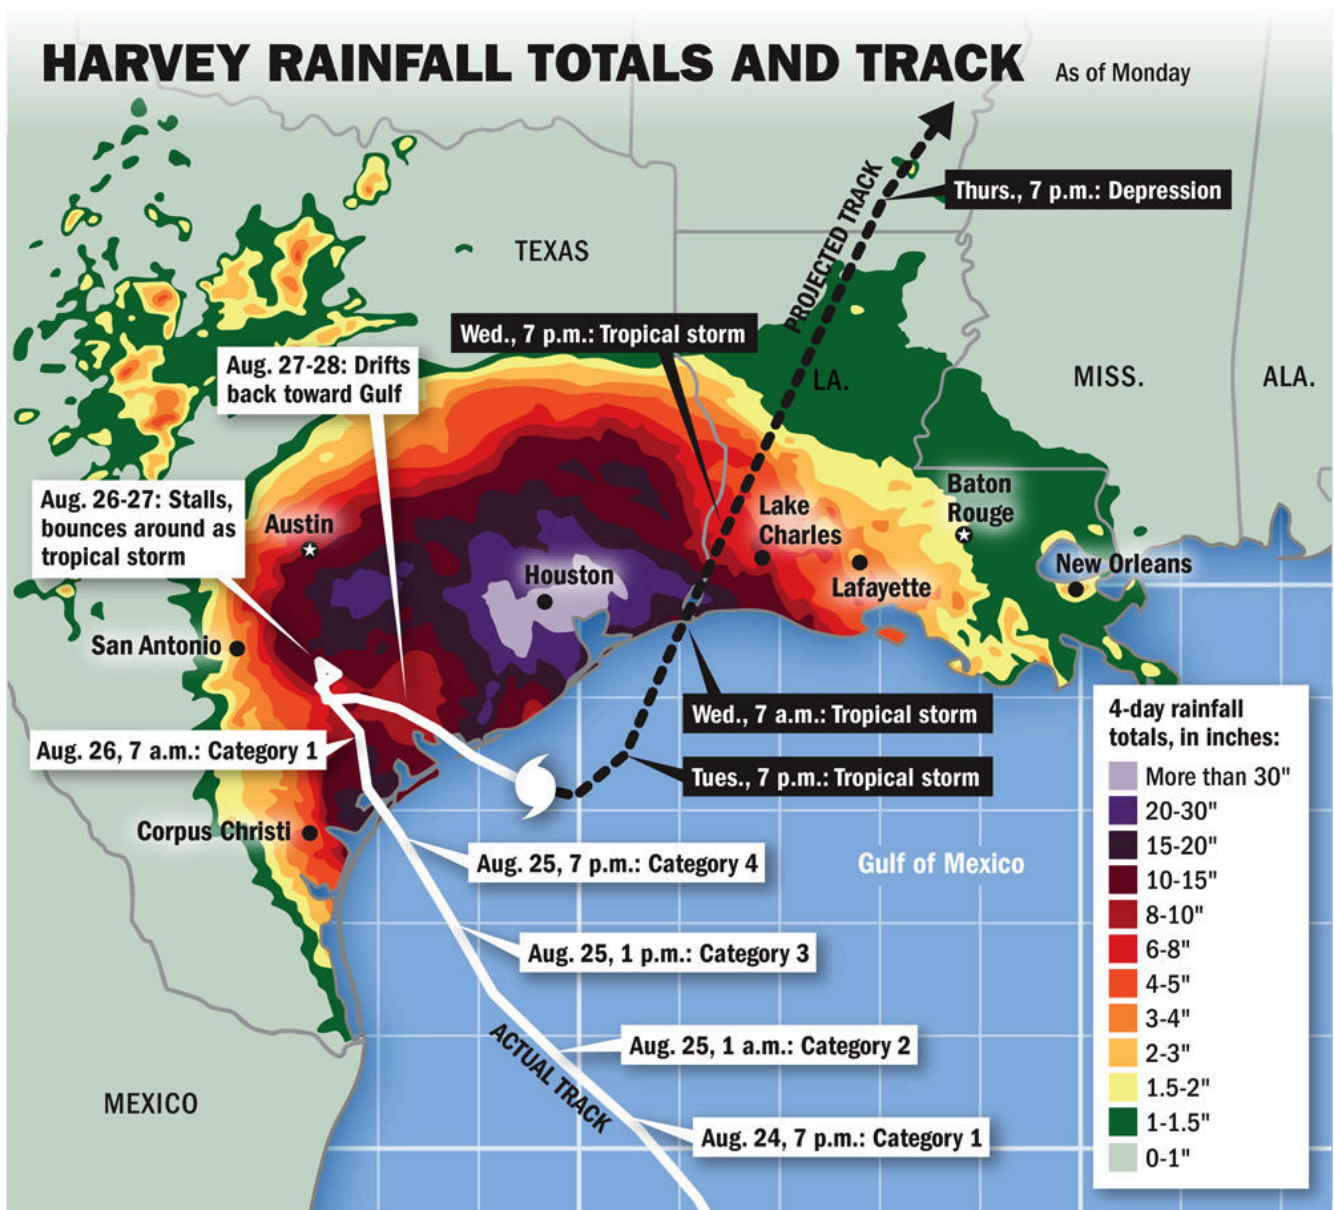 HARVEY RAINFALL TOTALS AND TRACK
As of Monday
PROJECTED TRACK
Thurs., 7 p.m.: Depression
TEXAS
Wed., 7 p.m.: Tropical storm
Aug. 27-28: Drifts
back toward Gulf
LA.
MISS.
ALA.
Aug. 26-27: Stalls,
bounces around as
tropical storm
Austin
Lake
Charles
Baton
Rouge
Houston
Lafayette
New Orleans
San Antonio
Wed., 7 a.m.: Tropical storm
Aug. 26, 7 a.m.: Category 1
Tues., 7 p.m.: Tropical storm
Corpus Christi
Aug. 25, 7 p.m.: Category 4
Gulf of Mexico
Aug. 25, 1 p.m.: Category 3
ACTUAL TRACK
Aug. 25, 1 a.m.: Category 2
MEXICO
Aug. 24, 7 p.m.: Category 1
4-day rainfall
totals, in inches:
More than 30"
20-30"
15-20"
10-15"
8-10"
6-8"
4-5"
3-4"
2-3"
1.5-2"
1-1.5"
0-1"